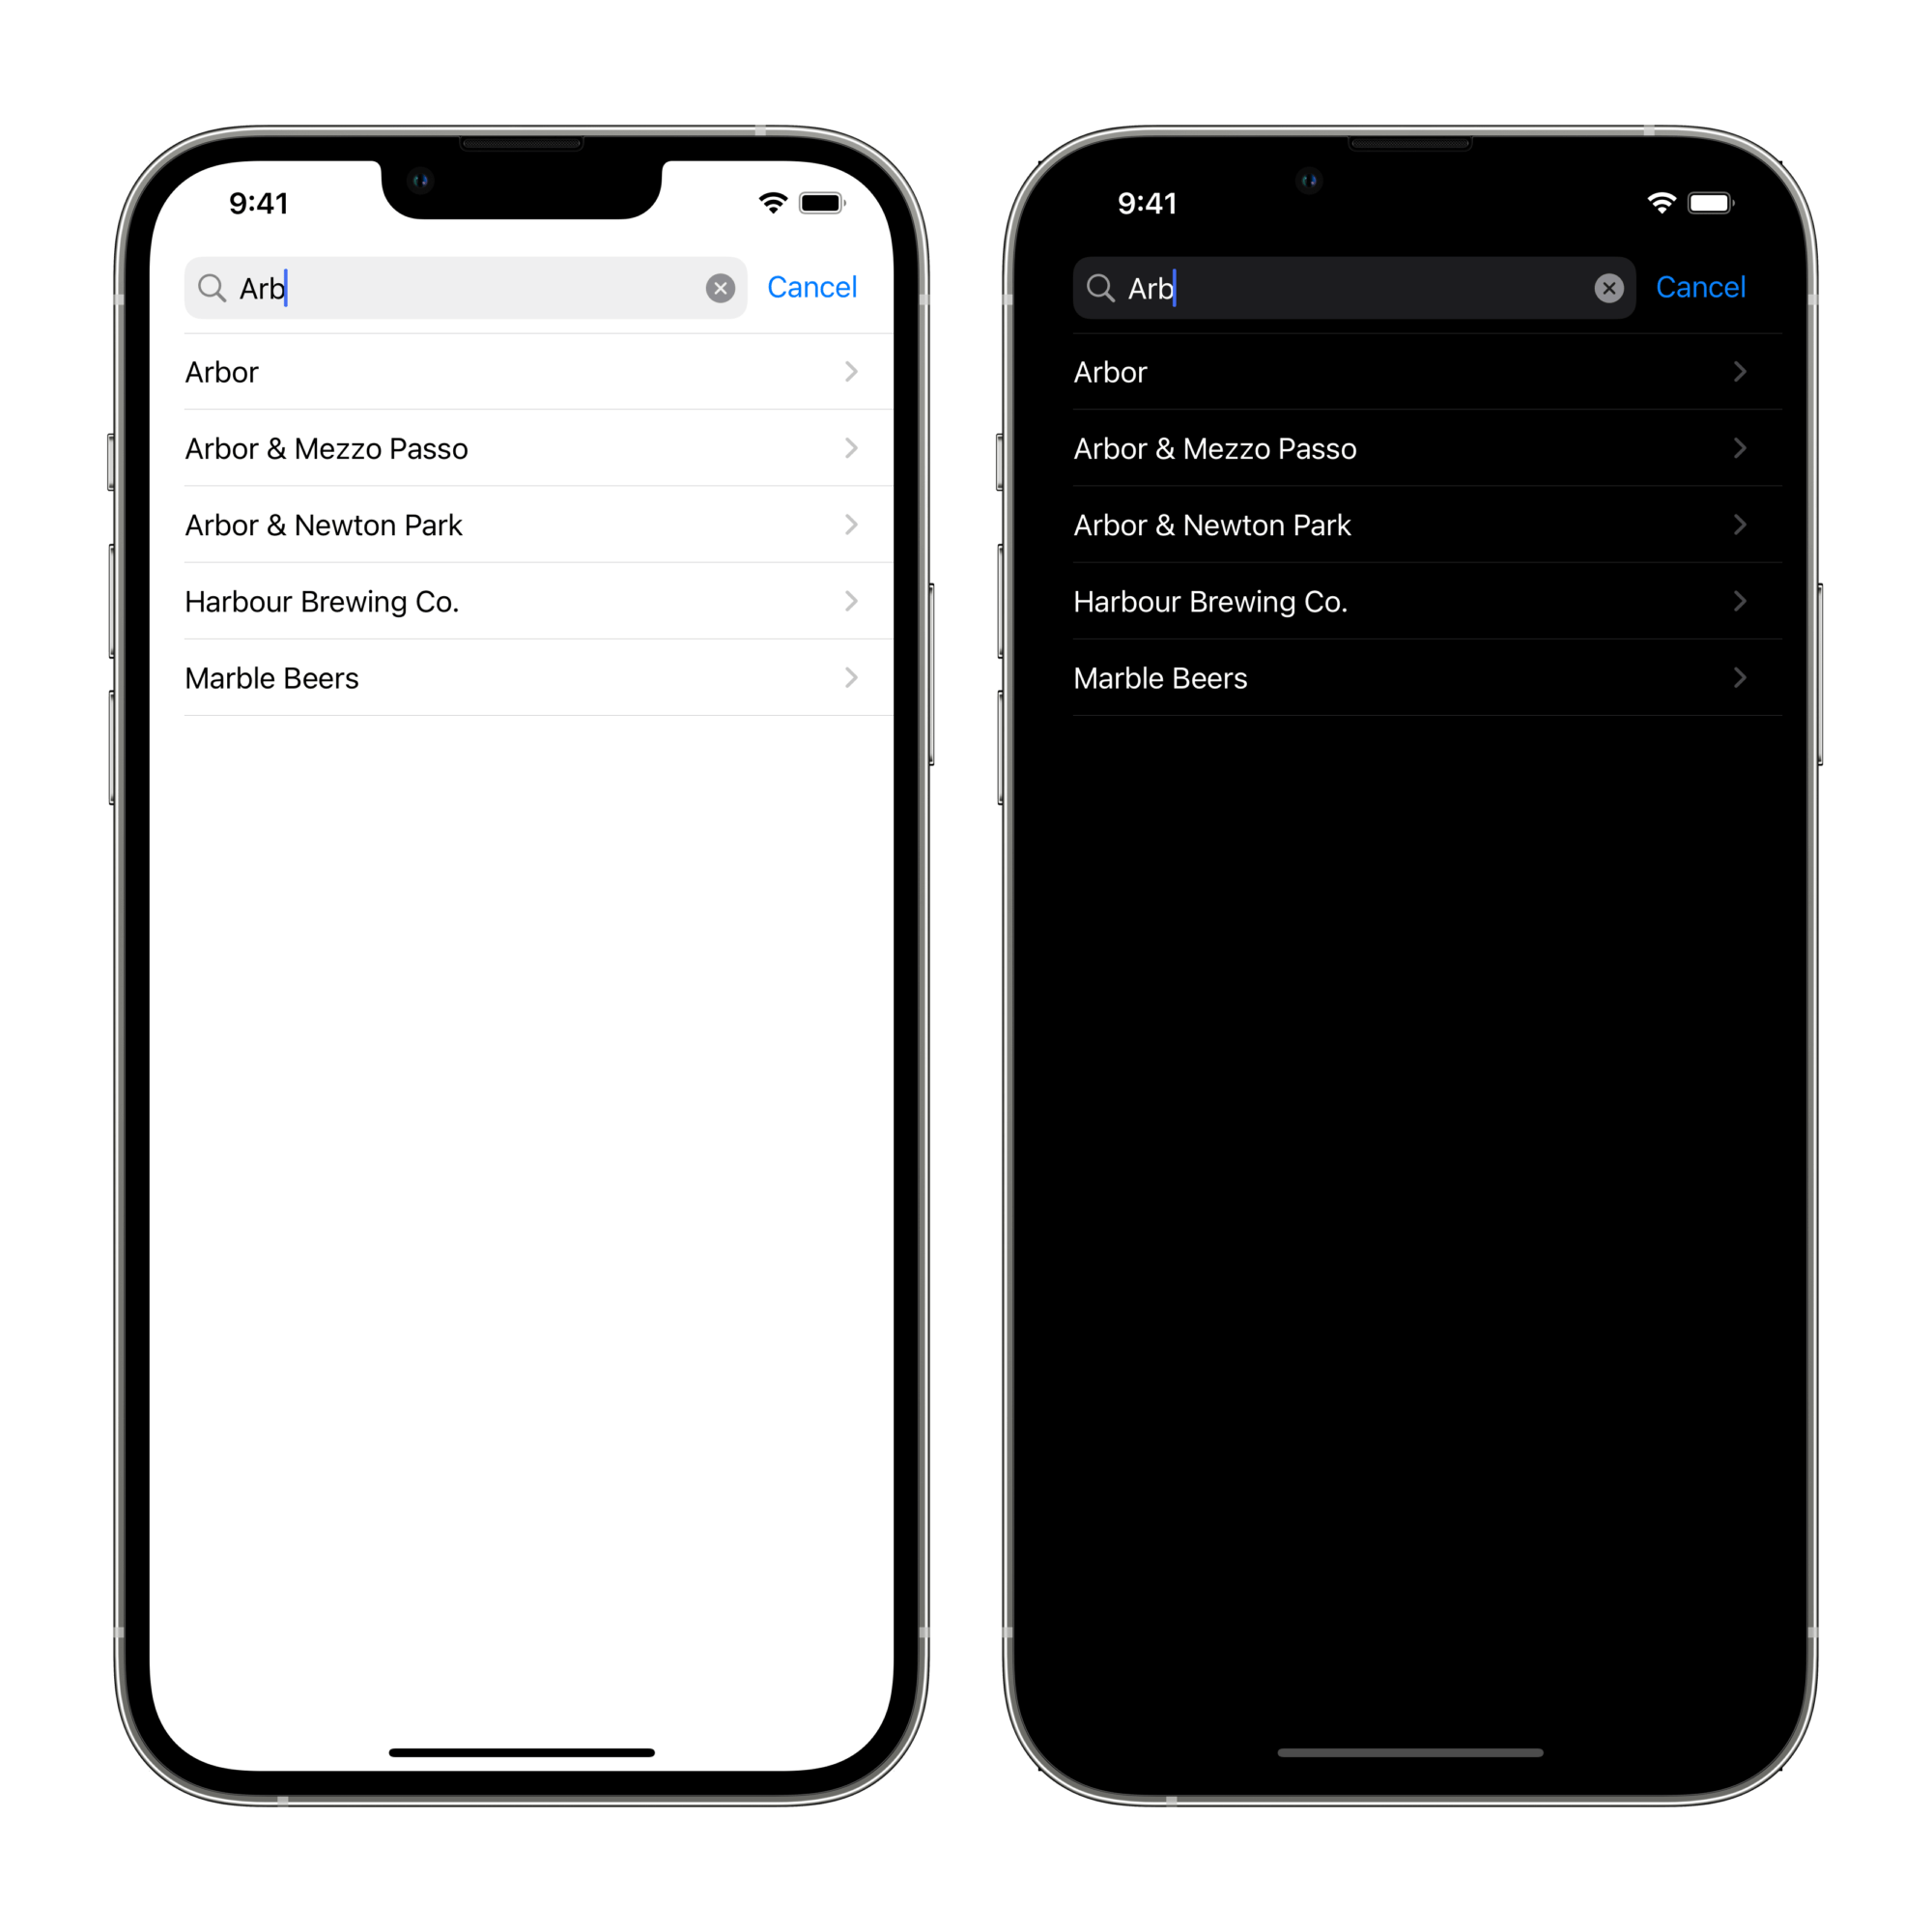 9:41
Arb
Cancel
Arbor
Arbor & Mezzo Passo
Arbor & Newton Park
Harbour Brewing Co.
Marble Beers
9:41
Arb
Cancel
Arbor
Arbor & Mezzo Passo
Arbor & Newton Park
Harbour Brewing Co.
Marble Beers